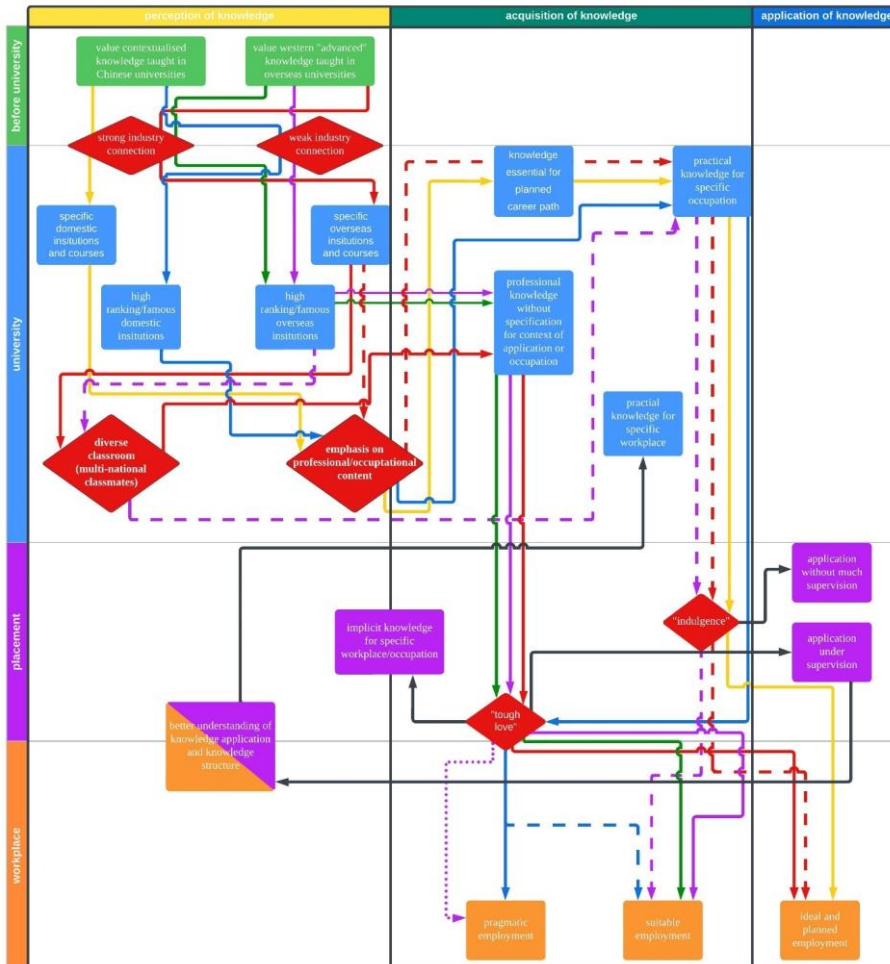 perception of knowledge
acquisition of knowledge
application of knowledge
before university
value contextualised
knowledge taught in
Chinese universities
value western "advanced"
knowledge taught in
overseas universities
strong industry
connection
weak industry
connection
university
knowledge
essential for
planned
career path
practical
knowledge for
specific
occupation
specific
domestic
insitutions
and courses
specific
overseas
insitutions
and courses
high
ranking/famous
domestic
insitutions
high
ranking/famous
overseas
insitutions
professional
knowledge
without
specification
for context of
application or
occupation
practial
knowledge for
specific
workplace
diverse
classroom
(multi-national
classmates)
emphasis on
professional/occuptational
content
placement
application
without much
supervision
"indulgence"
implicit knowledge
for specific
workplace/occupation
application
under
supervision
"tough
love"
better understanding of
knowledge application
and knowledge
structure
workplace
pragmatic
employment
suitable
employment
ideal and
planned
employment